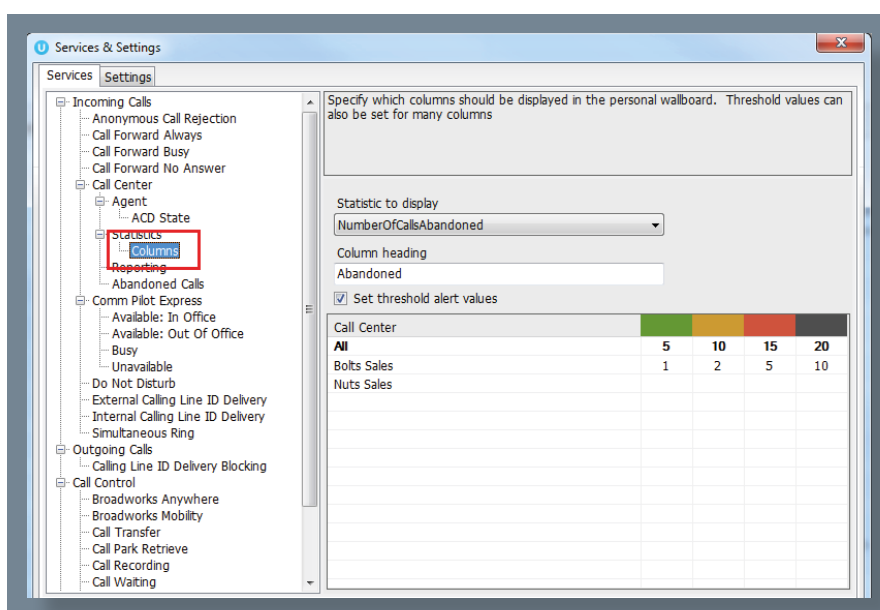 Services & Settings
Services Settings
Incoming Calls
Anonymous Call Rejection
Call Forward Always
Call Forward Busy
Call Forward No Answer
Call Center
Agent
ACD State
Statistics
Columns
Reporting
Abandoned Calls
Comm Pilot Express
Available: In Office
Available: Out Of Office
Busy
Unavailable
Do Not Disturb
External Calling Line ID Delivery
Internal Calling Line ID Delivery
Simultaneous Ring
Outgoing Calls
Calling Line ID Delivery Blocking
Call Control
Broadworks Anywhere
Broadworks Mobility
Call Transfer
Call Park Retrieve
Call Recording
Call Waiting
Specify which columns should be displayed in the personal wallboard. Threshold values can
also be set for many columns
Statistic to display
NumberOfCallsAbandoned
Column heading
Abandoned
Set threshold alert values
Call Center
All 5 10 15 20
Bolts Sales 1 2 5 10
Nuts Sales